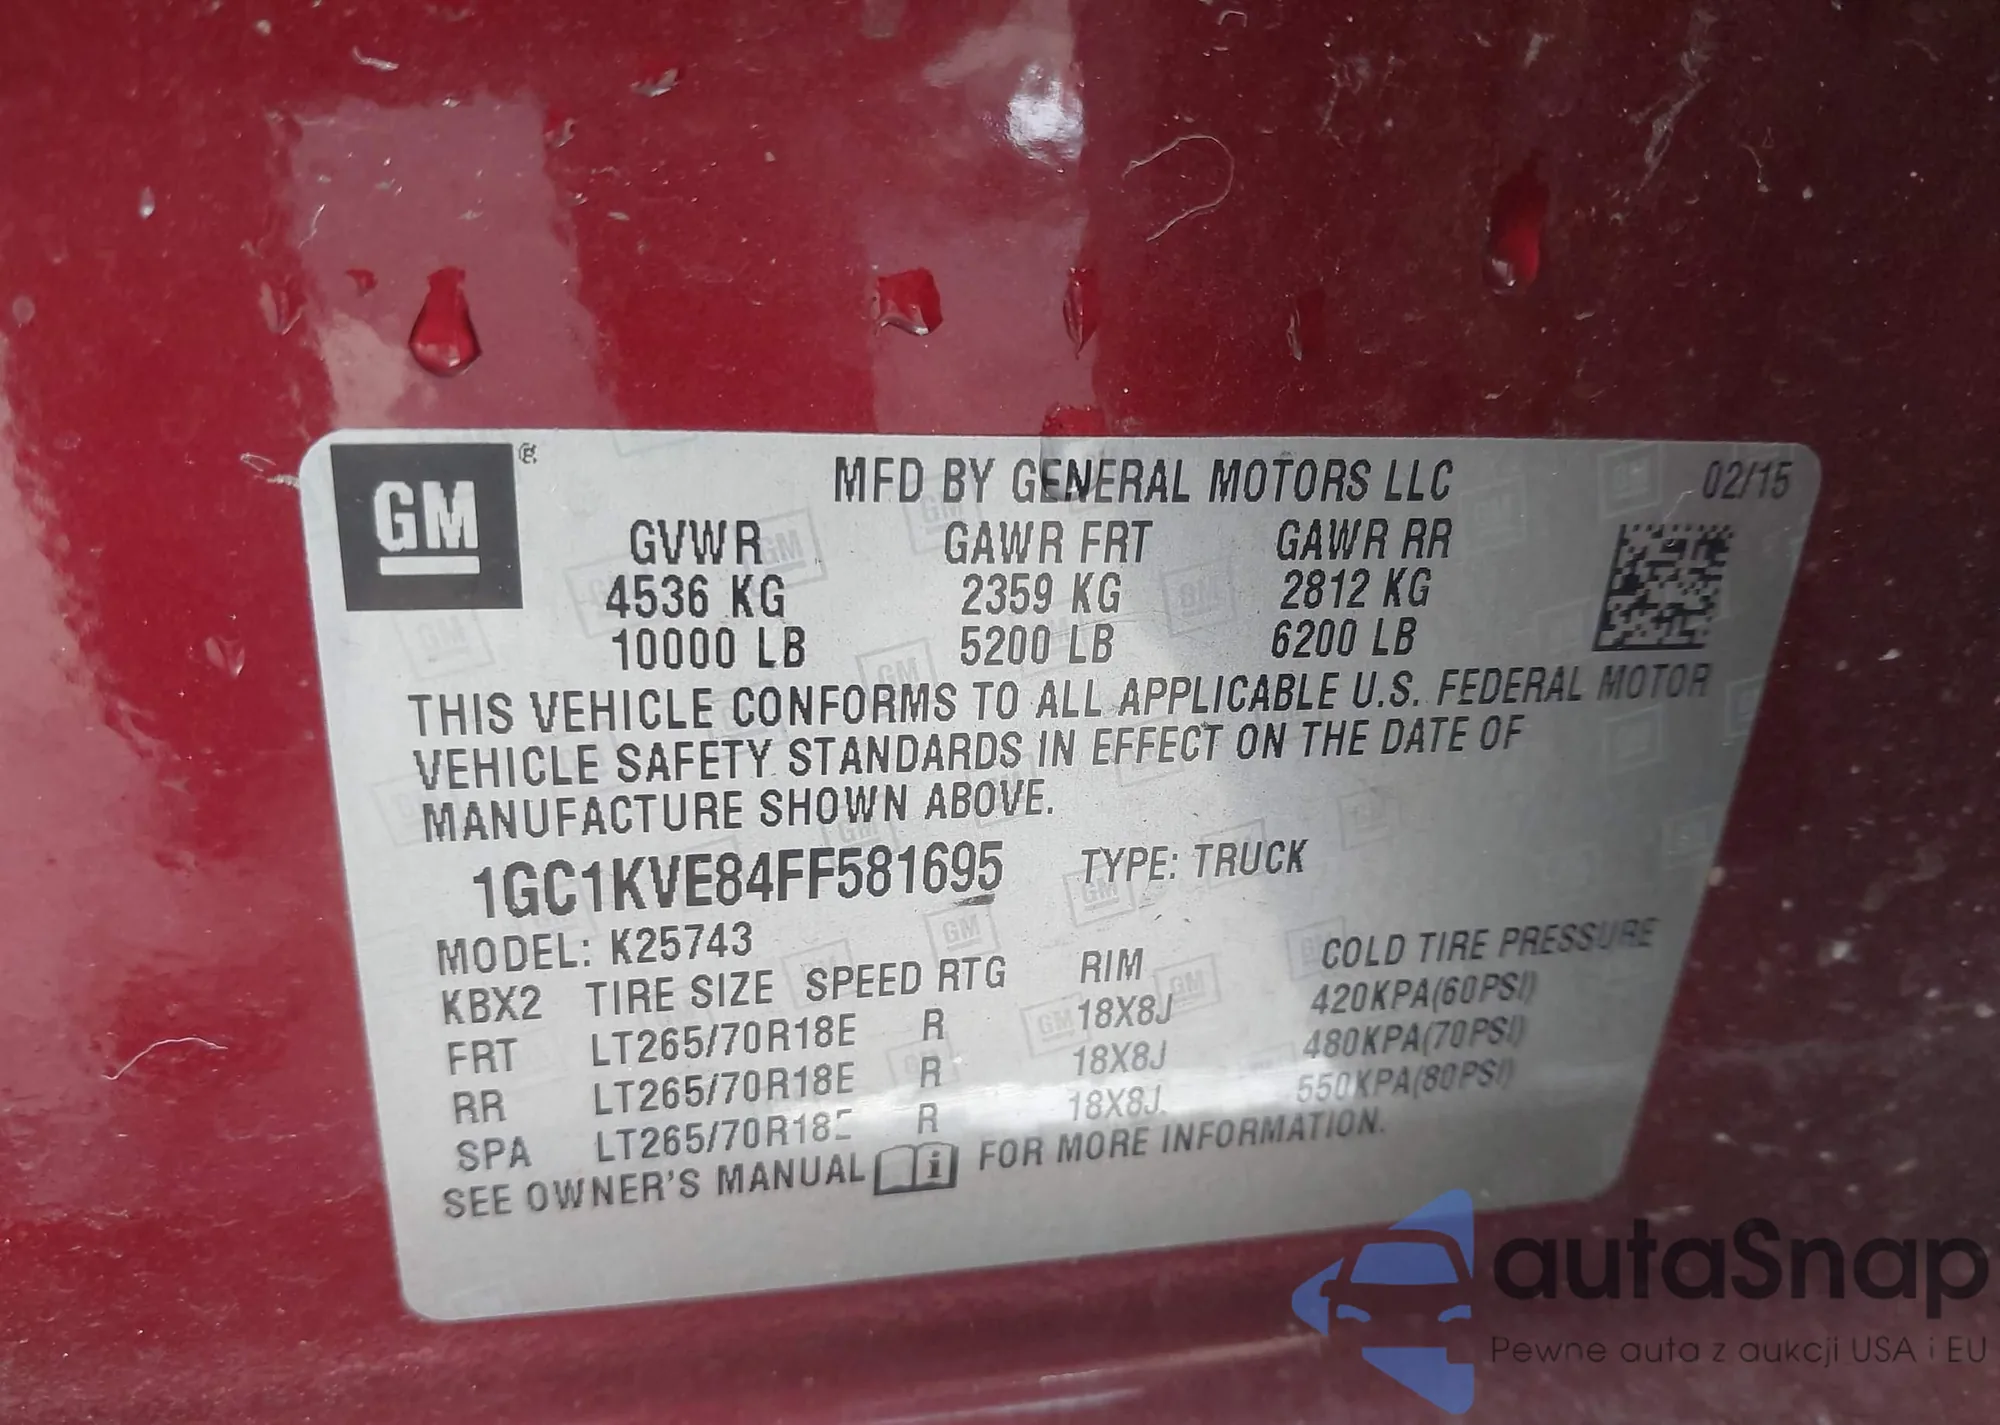 GM ®
MFD BY GENERAL MOTORS LLC 02/15
GVWR GAWR FRT GAWR RR
4536 KG 2359 KG 2812 KG
10000 LB 5200 LB 6200 LB
THIS VEHICLE CONFORMS TO ALL APPLICABLE U.S. FEDERAL MOTOR
VEHICLE SAFETY STANDARDS IN EFFECT ON THE DATE OF
MANUFACTURE SHOWN ABOVE.
1GC1KVE84FF581695 TYPE: TRUCK
MODEL: K25743
KBX2 TIRE SIZE SPEED RTG RIM COLD TIRE PRESSURE
FRT LT265/70R18E R 18X8J 420KPA(60PSI)
RR LT265/70R18E R 18X8J 480KPA(70PSI)
SPA LT265/70R18E R 18X8J 550KPA(80PSI)
SEE OWNER'S MANUAL i FOR MORE INFORMATION.
autaSnap
Pewne auta z aukcji USA i EU